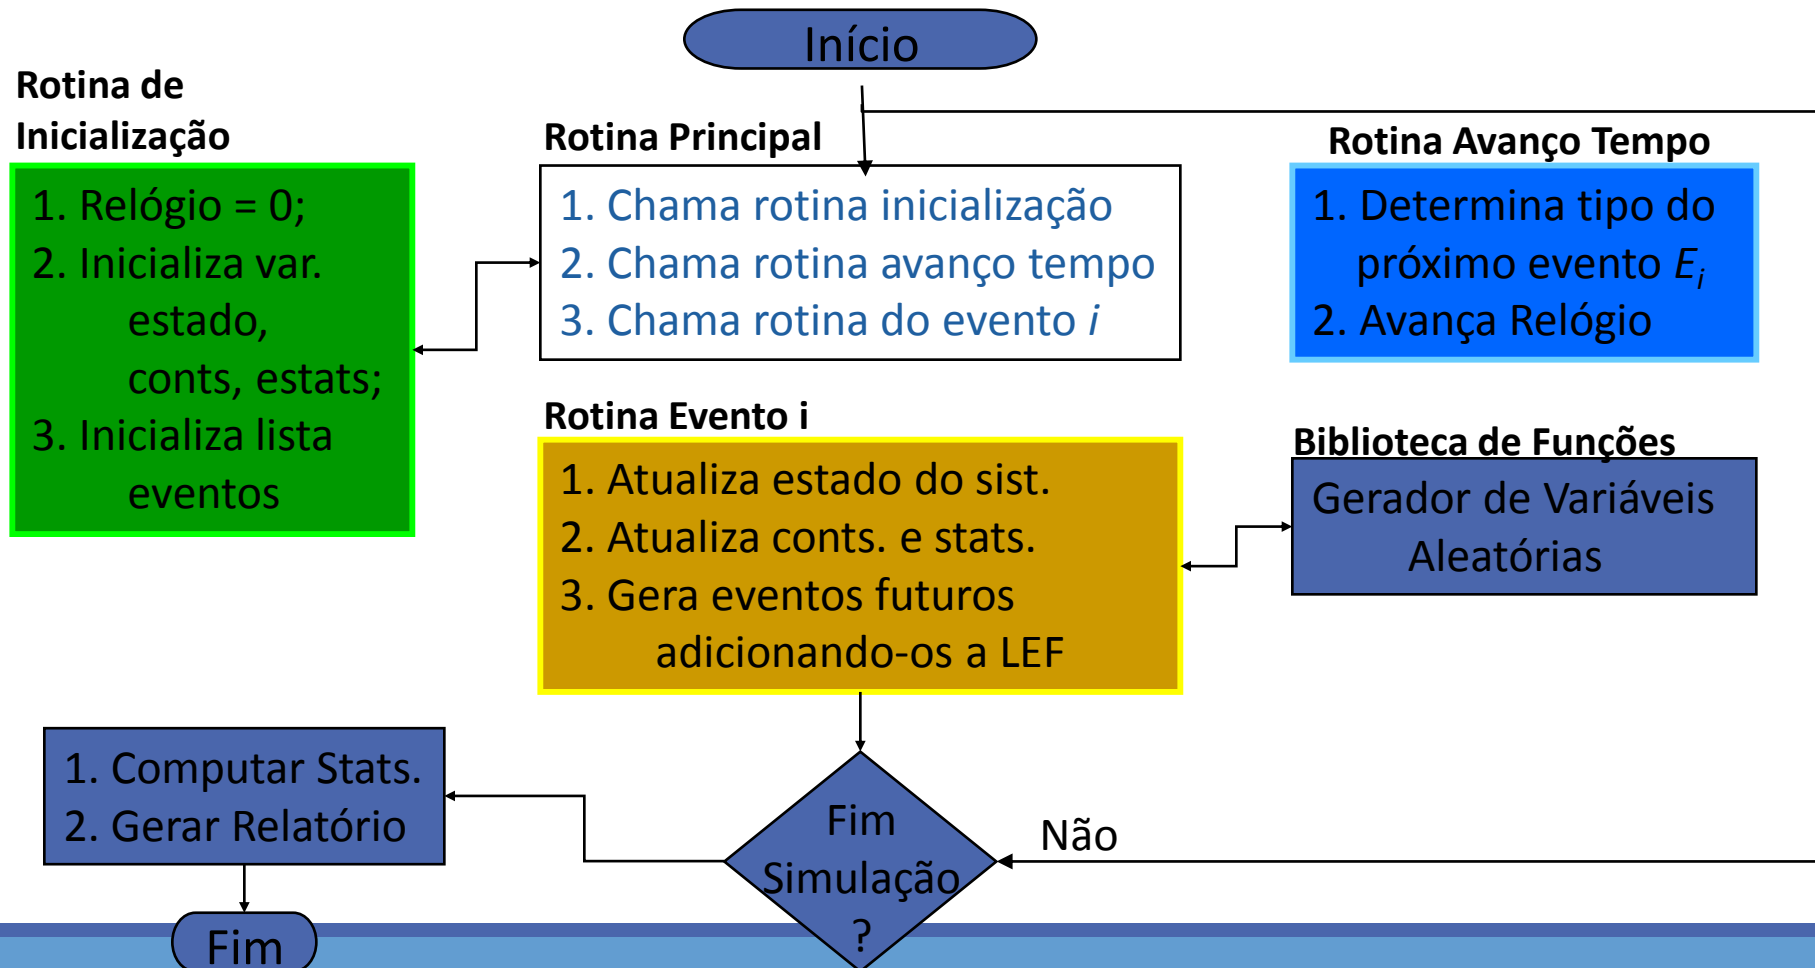 Início
Rotina de
Inicialização
1. Relógio = 0;
2. Inicializa var.
estado,
conts, estats;
3. Inicializa lista
eventos
Rotina Principal
1. Chama rotina inicialização
2. Chama rotina avanço tempo
3. Chama rotina do evento i
Rotina Avanço Tempo
1. Determina tipo do
próximo evento Ei
2. Avança Relógio
Rotina Evento i
1. Atualiza estado do sist.
2. Atualiza conts. e stats.
3. Gera eventos futuros
adicionando-os a LEF
Biblioteca de Funções
Gerador de Variáveis
Aleatórias
1. Computar Stats.
2. Gerar Relatório
Fim
Simulação
?
Não
Fim